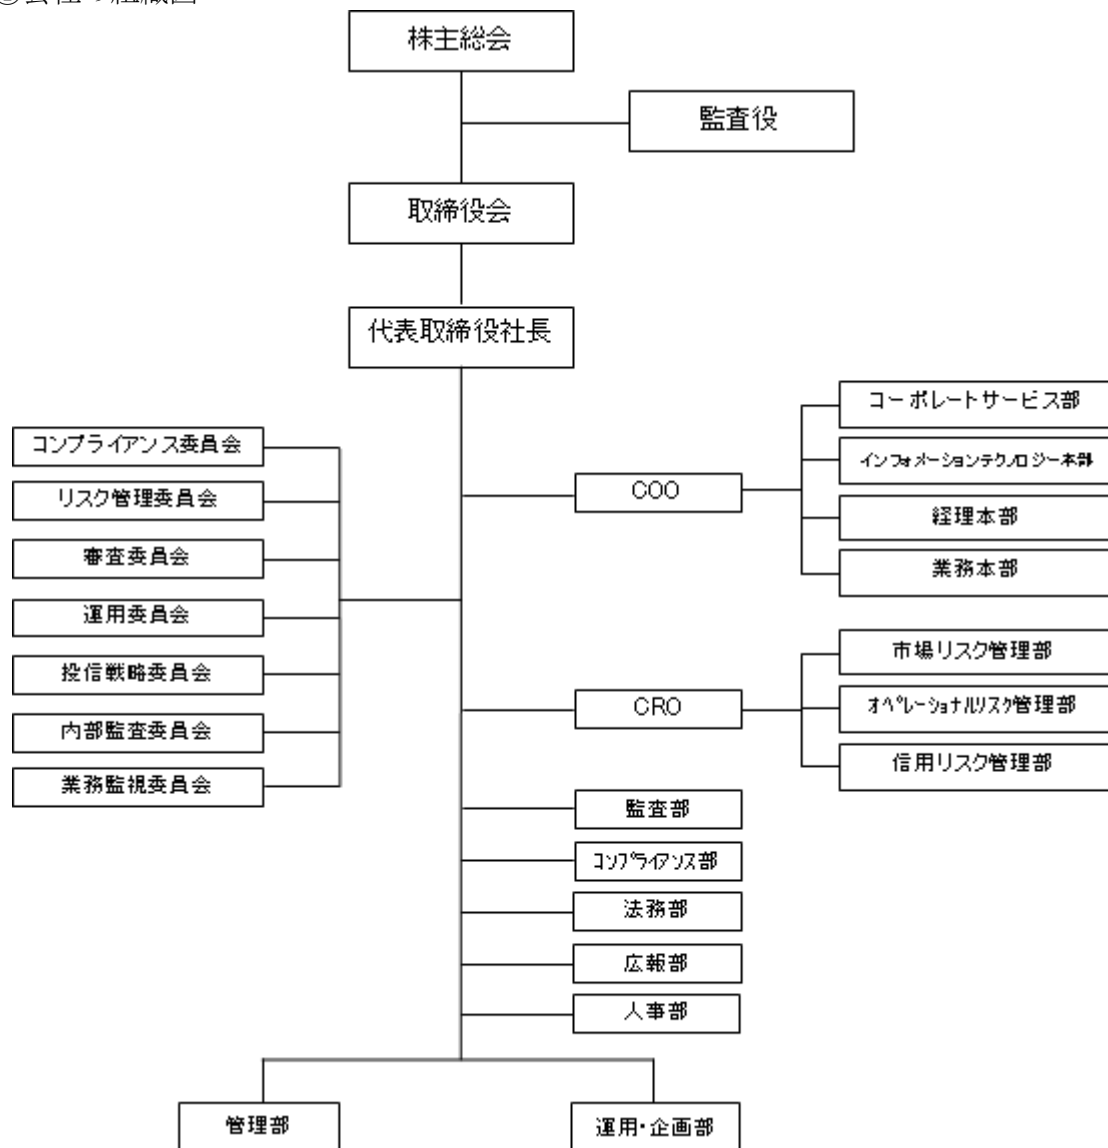 会社の組織図
株主総会
監査役
取締役会
代表取締役社長
コンプライアンス委員会
リスク管理委員会
審査委員会
運用委員会
投信戦略委員会
内部監査委員会
業務監視委員会
COO
コーポレートサービス部
インフォメーションテクノロジー本部
経理本部
業務本部
CRO
市場リスク管理部
オペレーショナルリスク管理部
信用リスク管理部
監査部
コンプライアンス部
法務部
広報部
人事部
管理部
運用・企画部